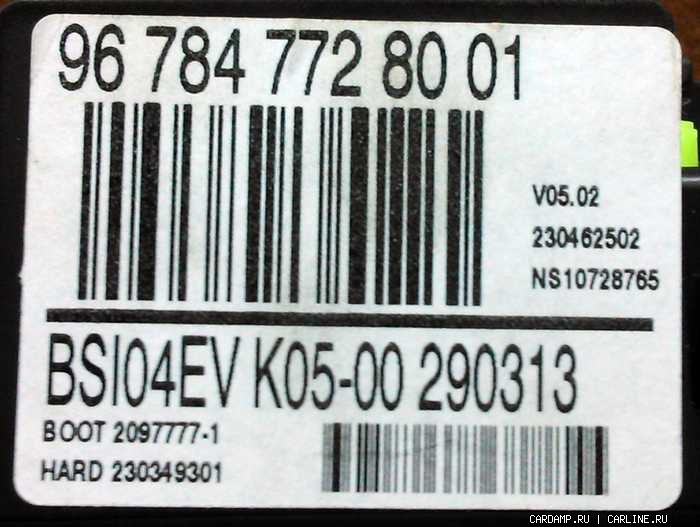 96 784 772 80 01
V05.02
230462502
NS10728765
BSI04EV K05-00 290313
BOOT 2097777-1
HARD 230349301
CARDAMP.RU | CARLINE.RU